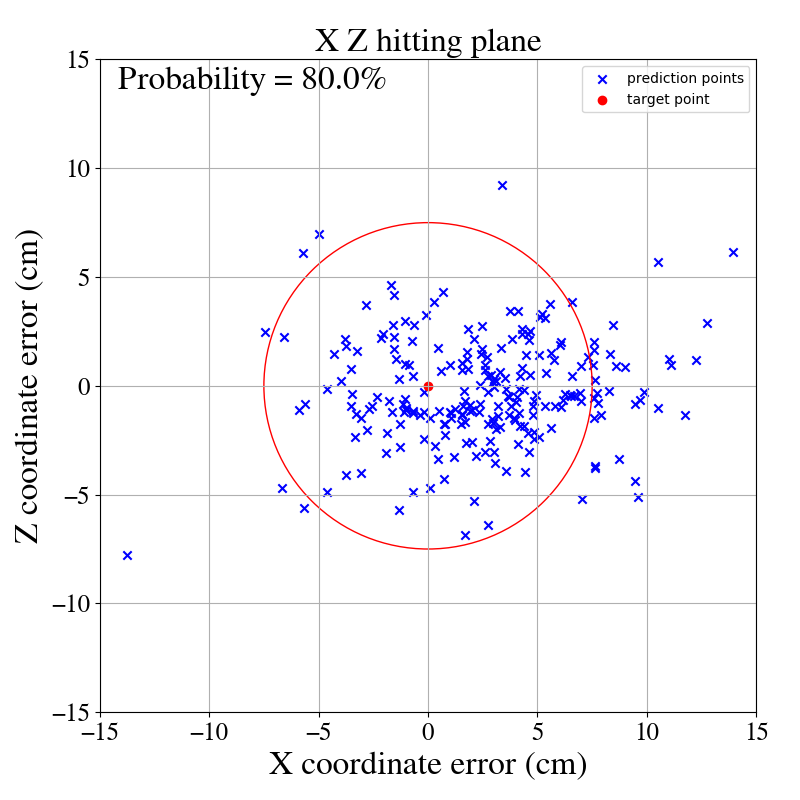 X Z hitting plane
Probability = 80.0%
prediction points
target point
15
10
5
0
−5
−10
−15
Z coordinate error (cm)
−15 −10 −5 0 5 10 15
X coordinate error (cm)